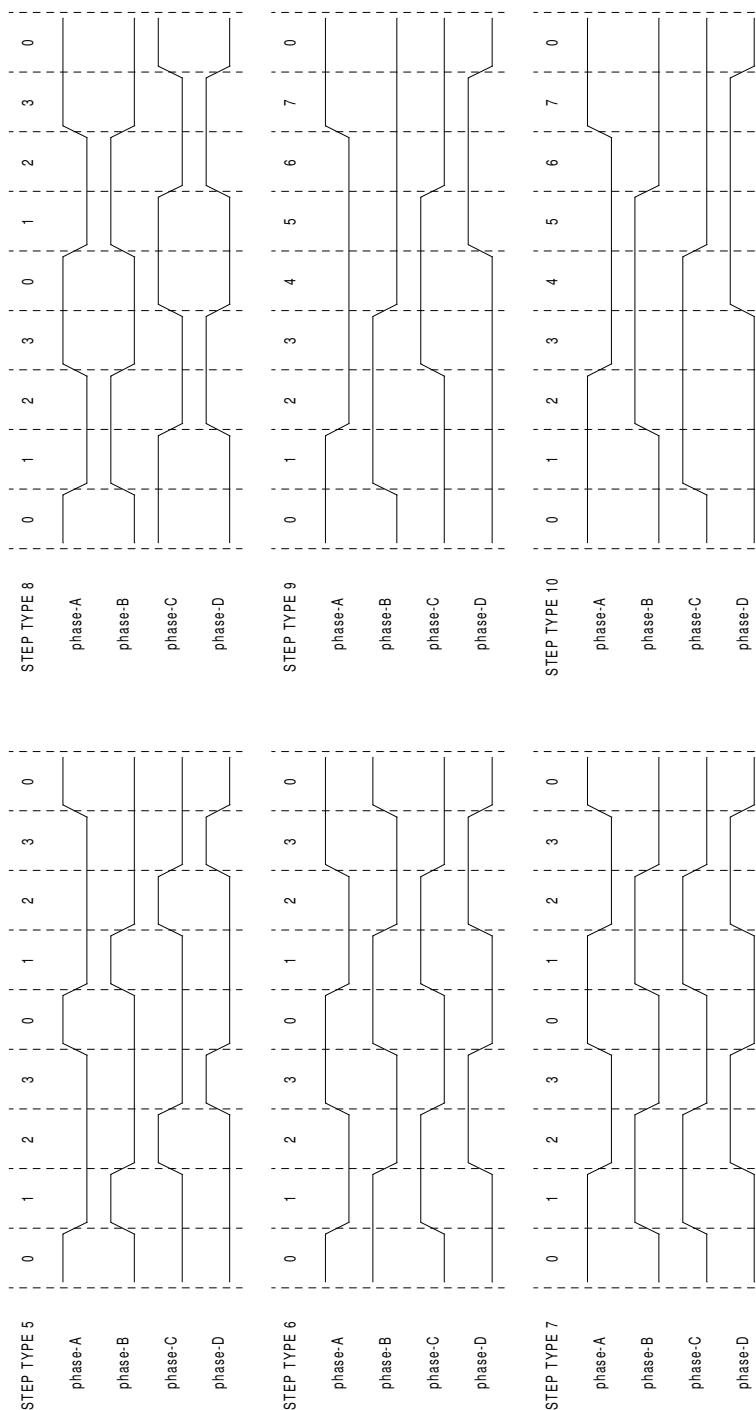 STEP TYPE 5
0 1 2 3 0 1 2 3 0
phase-A
phase-B
phase-C
phase-D
STEP TYPE 6
0 1 2 3 0 1 2 3 0
phase-A
phase-B
phase-C
phase-D
STEP TYPE 7
0 1 2 3 0 1 2 3 0
phase-A
phase-B
phase-C
phase-D
STEP TYPE 8
0 1 2 3 0 1 2 3 0
phase-A
phase-B
phase-C
phase-D
STEP TYPE 9
0 1 2 3 4 5 6 7 0
phase-A
phase-B
phase-C
phase-D
STEP TYPE 10
0 1 2 3 4 5 6 7 0
phase-A
phase-B
phase-C
phase-D